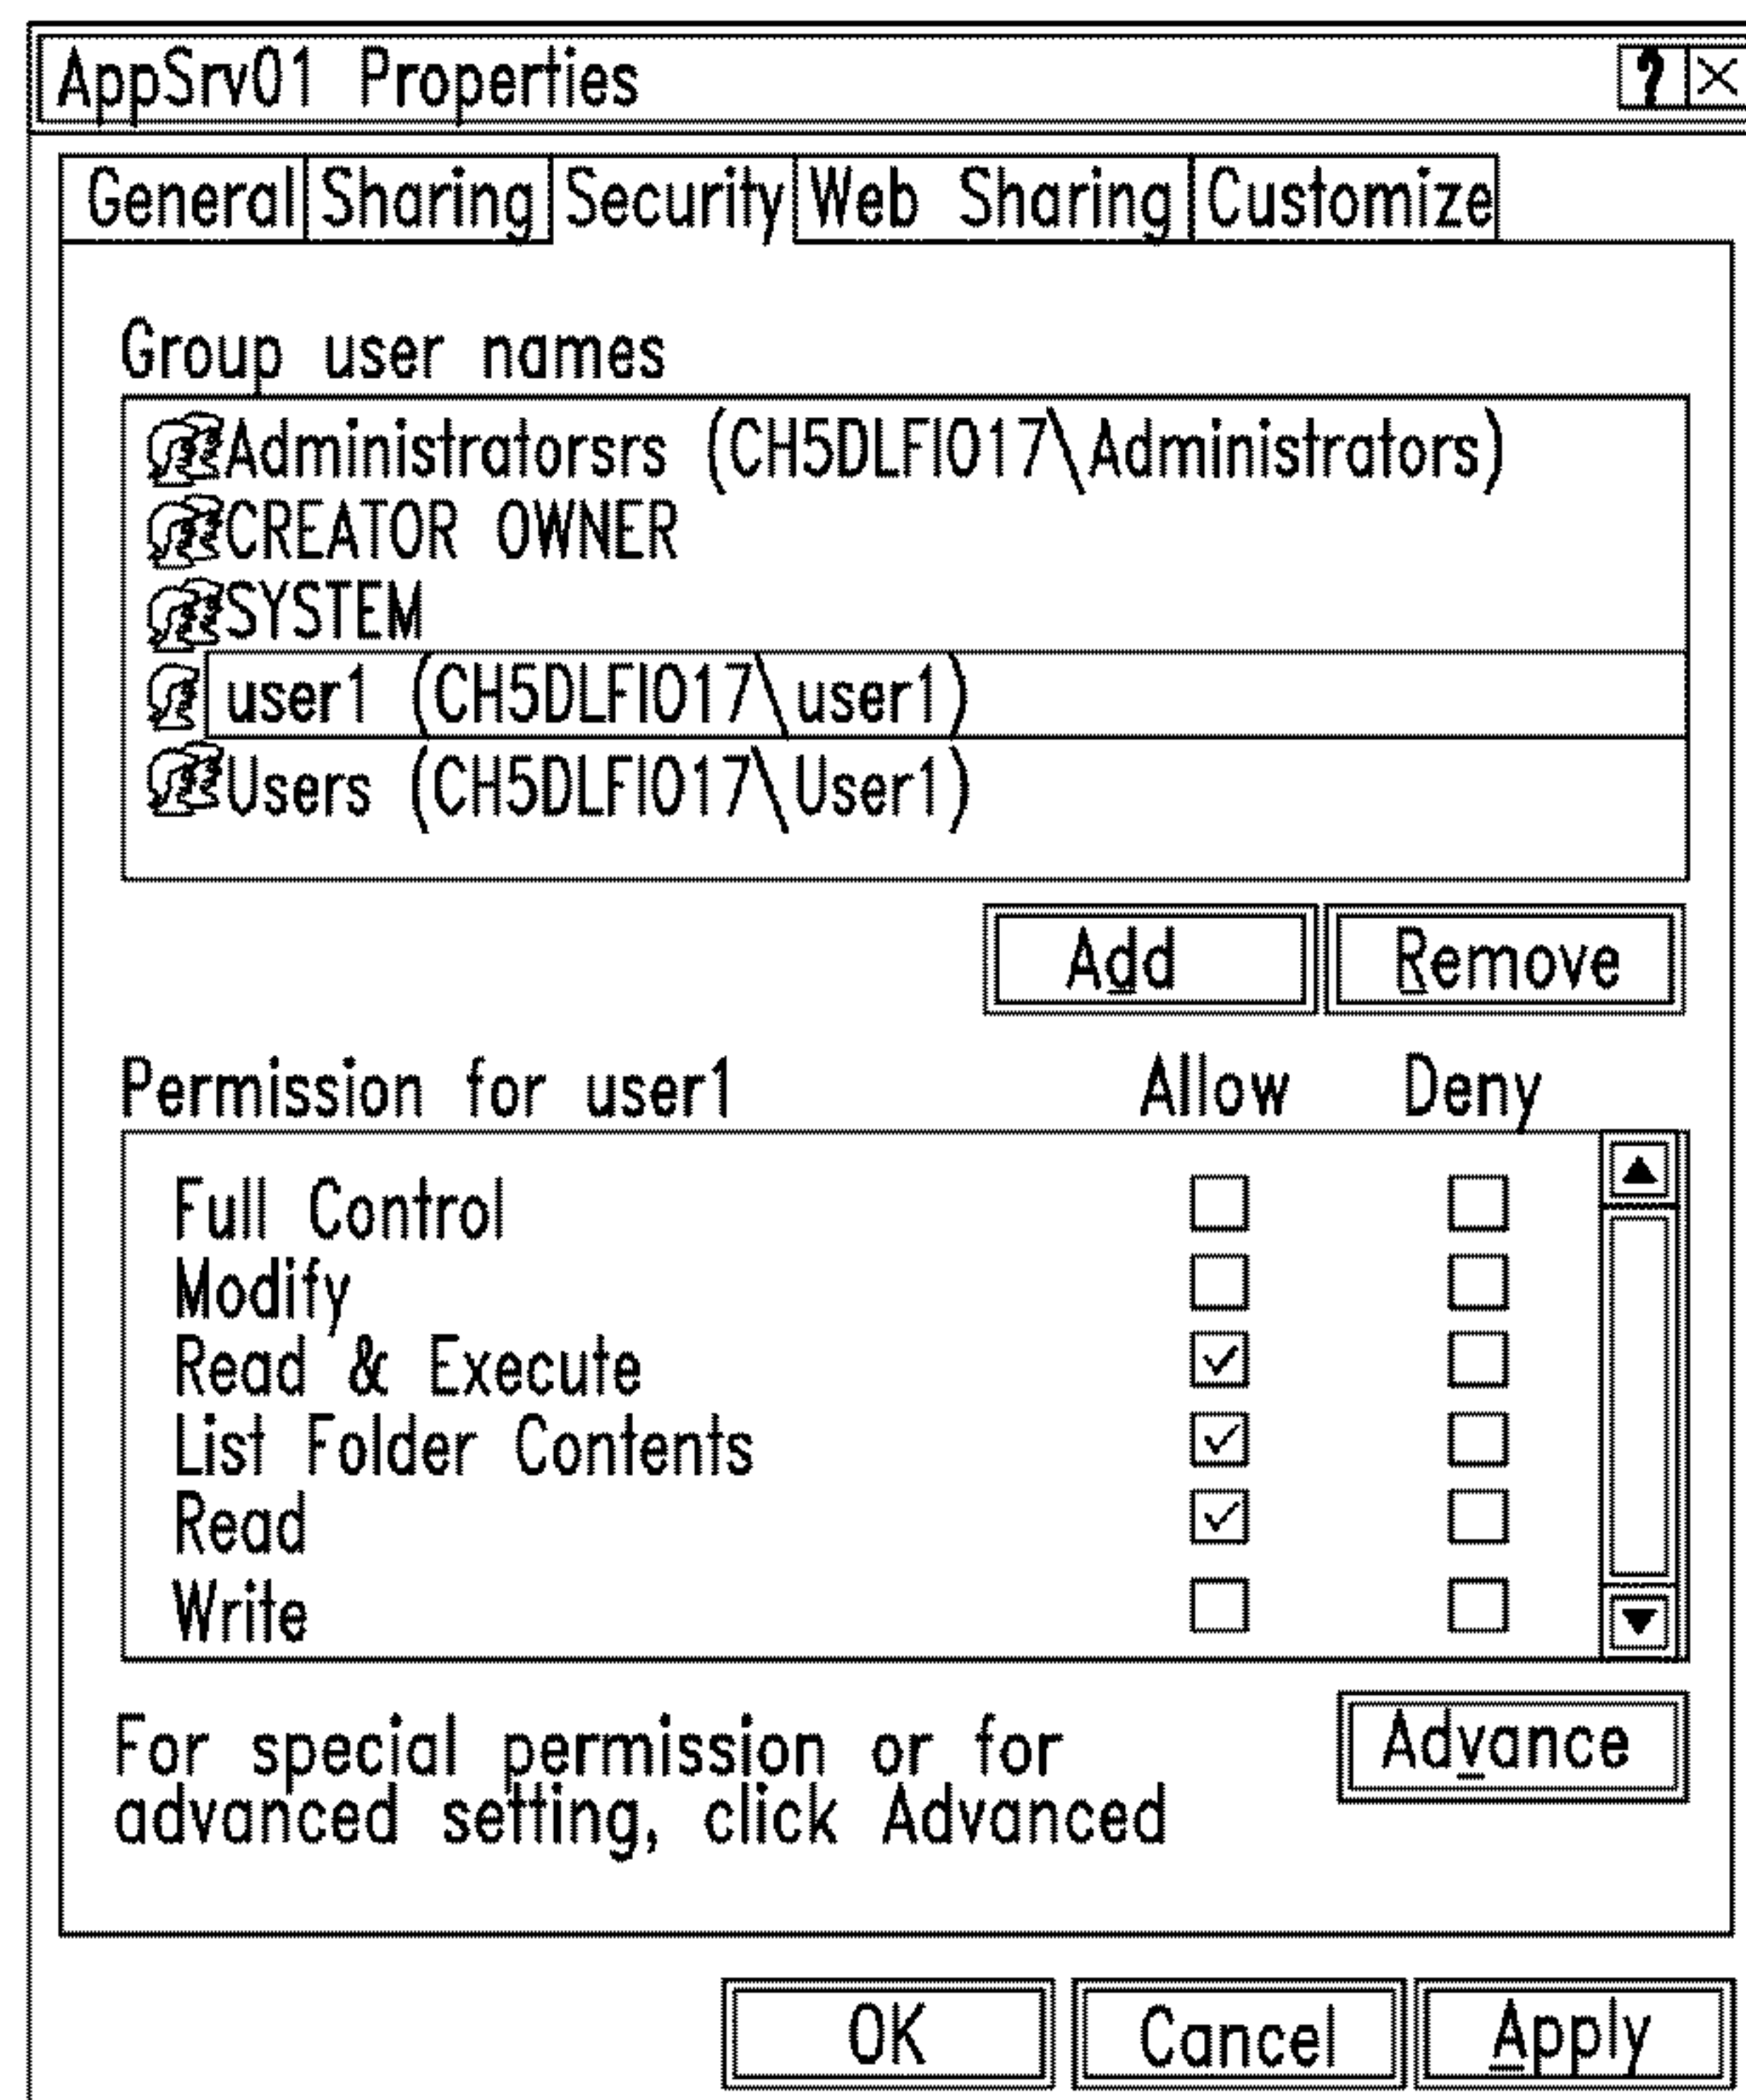 AppSrv01 Properties ? X
General Sharing Security Web Sharing Customize
Group user names
Administratorsrs (CH5DLFI017\Administrators)
CREATOR OWNER
SYSTEM
user1 (CH5DLFI017\user1)
Users (CH5DLFI017\User1)
Add Remove
Permission for user1 Allow Deny
Full Control
Modify
Read & Execute
List Folder Contents
Read
Write
For special permission or for
advanced setting, click Advanced
Advance
OK Cancel Apply